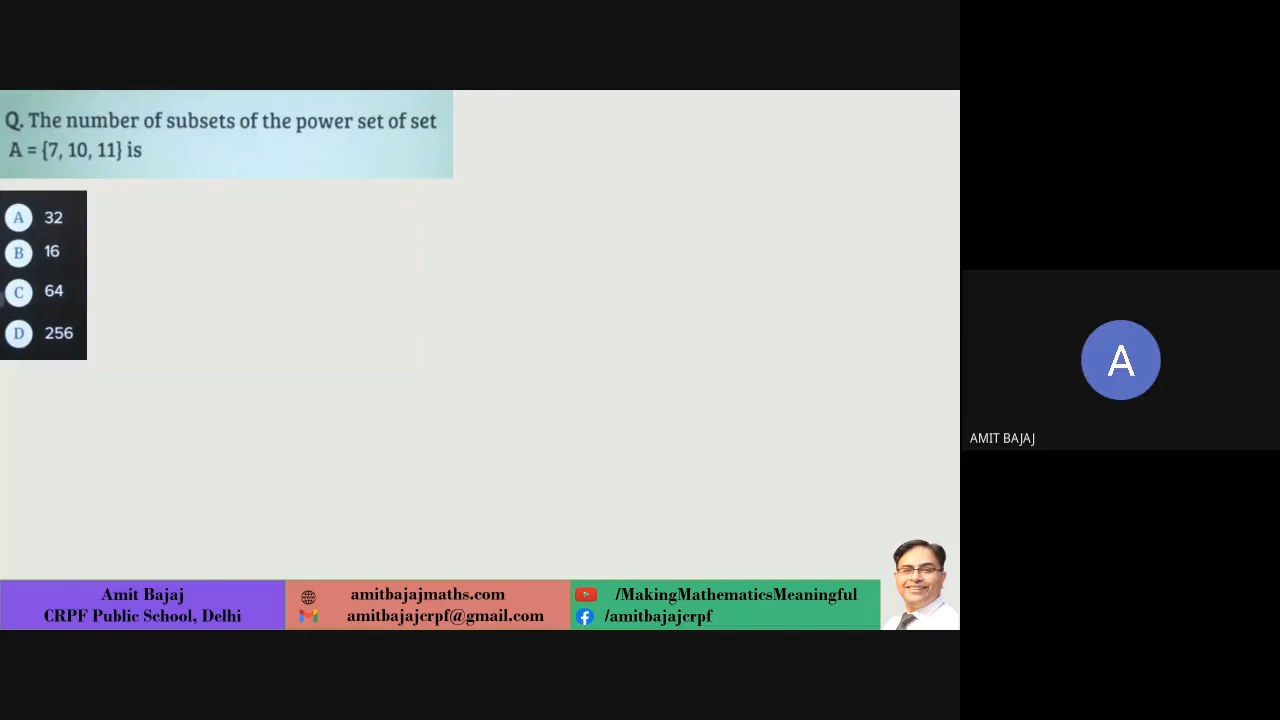 Q. The number of subsets of the power set of set
A = {7, 10, 11} is
A 32
B 16
C 64
D 256
A
AMIT BAJAJ
Amit Bajaj
CRPF Public School, Delhi
amitbajajmaths.com
amitbajajcrpf@gmail.com
/MakingMathematicsMeaningful
/amitbajajcrpf